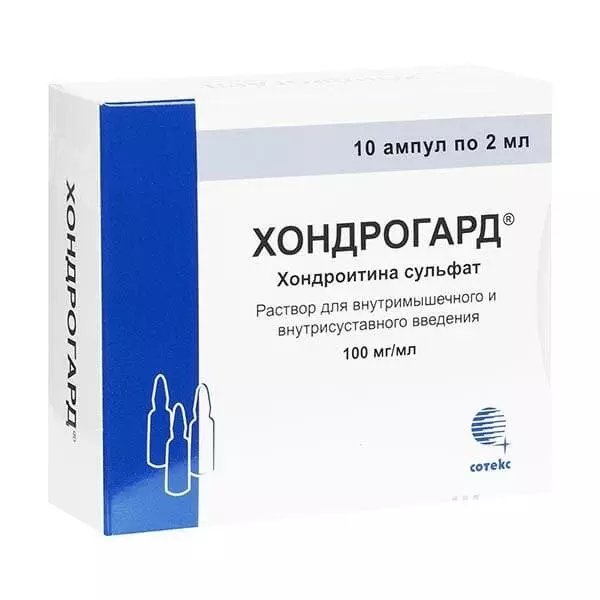 10 ампул по 2 мл
ХОНДРОГАРД®
Хондроитина сульфат
Раствор для внутримышечного и
внутрисуставного введения
100 мг/мл
сотекс
ХОНДРОГАРД®